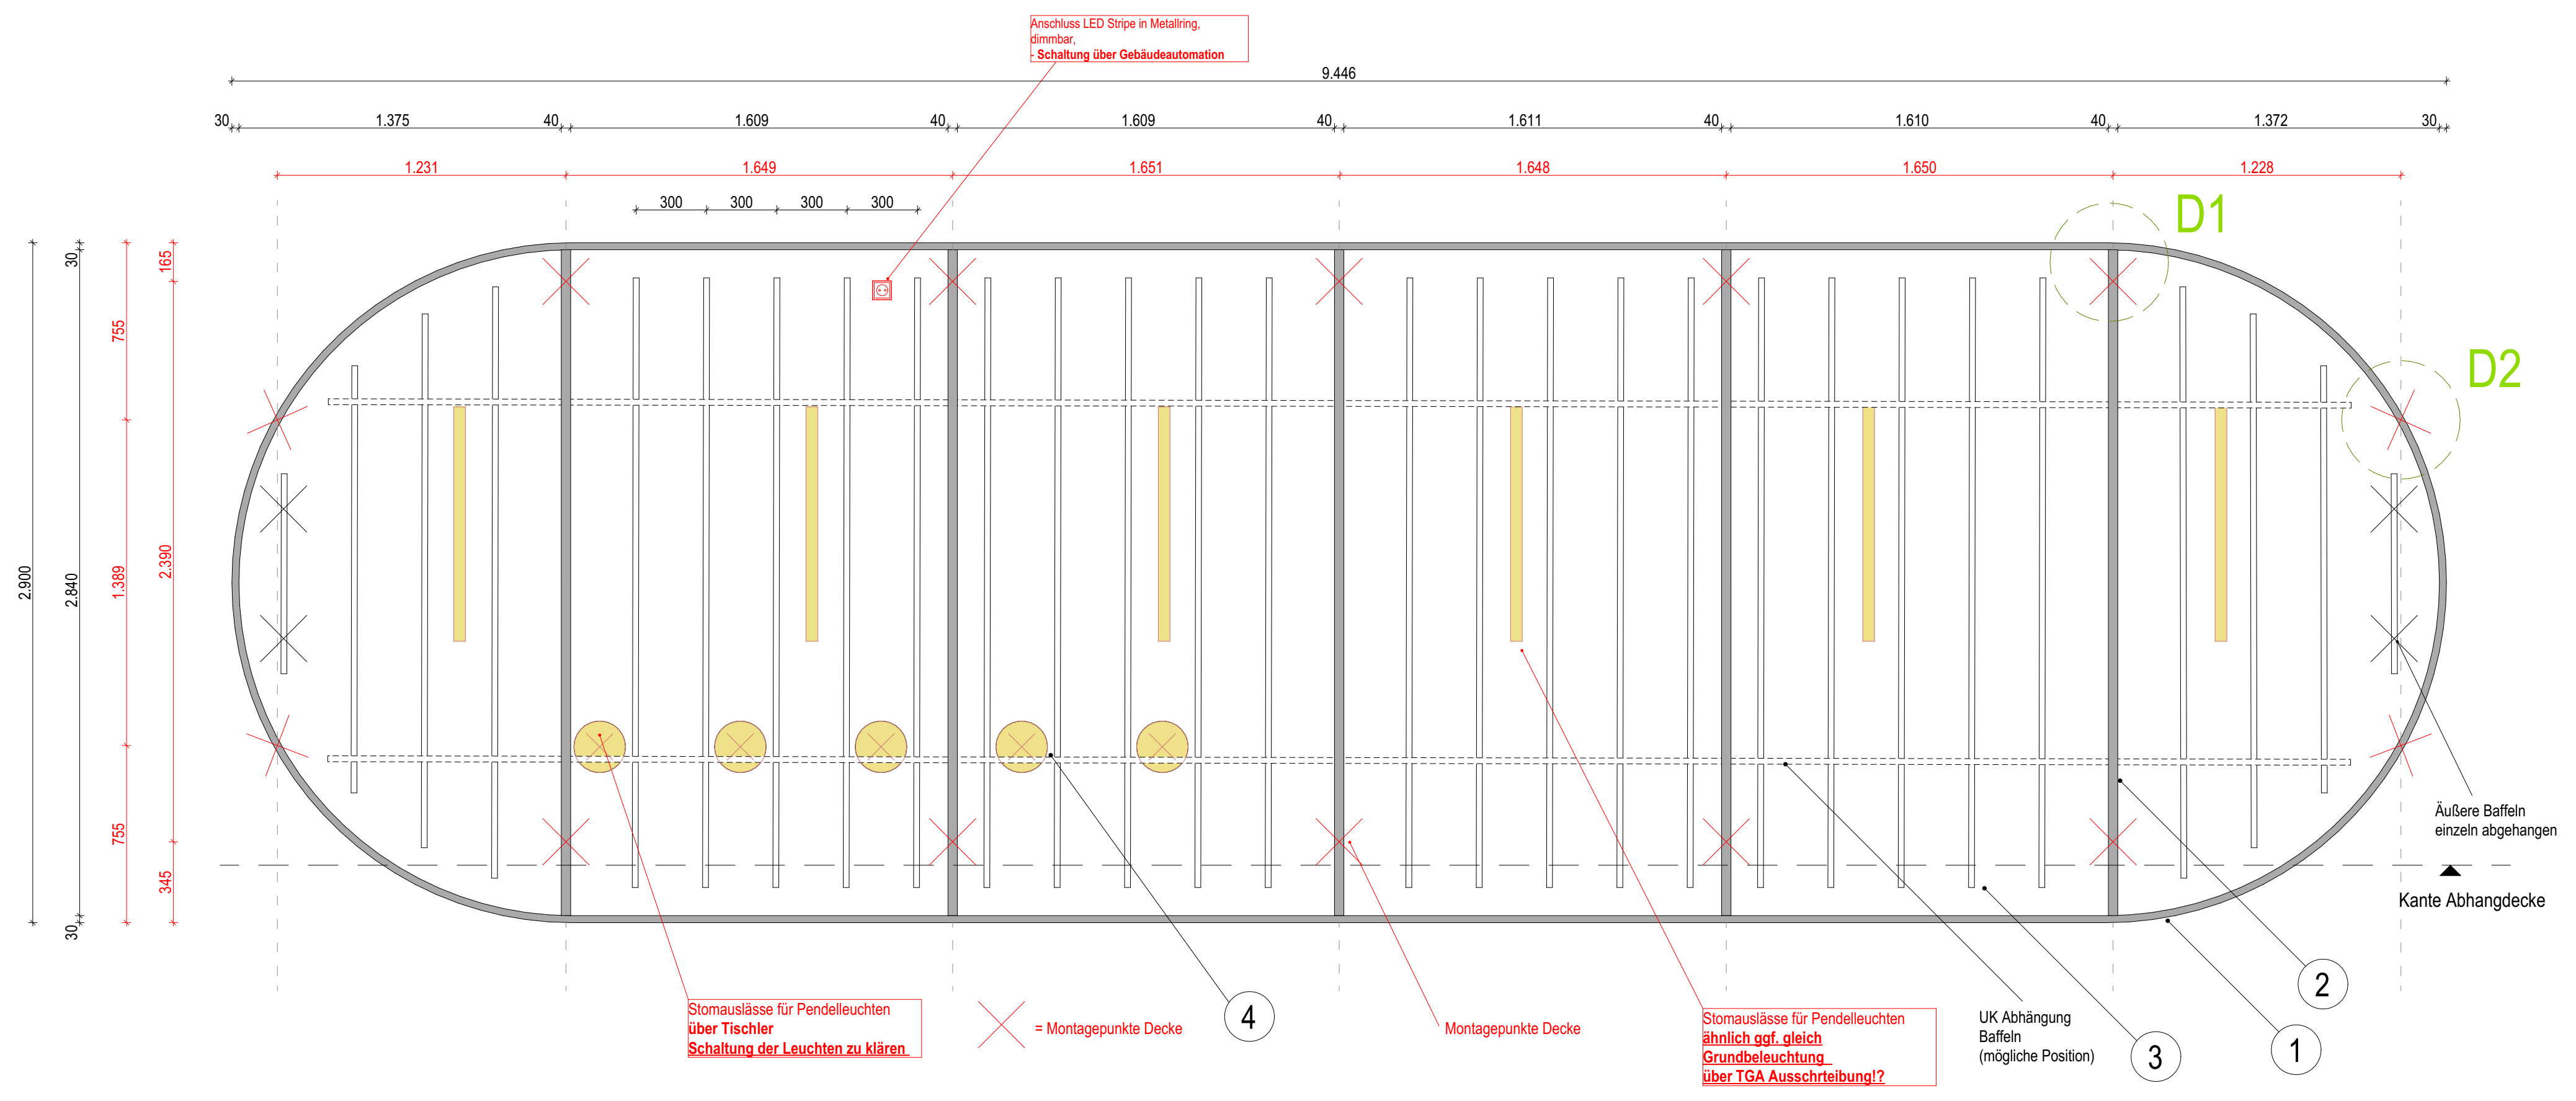 Anschluss LED Stripe in Metallring,
dimmbar,
- Schaltung über Gebäudeautomation
9.446
30 1.375 40 1.609 40 1.609 40 1.611 40 1.610 40 1.372 30
1.231 1.649 1.651 1.648 1.650 1.228
300 300 300 300
D1
D2
2.900
30
2.840
30
755
1.389
755
165
2.390
345
Äußere Baffeln
einzeln abgehangen
Kante Abhangdecke
Stomauslässe für Pendelleuchten
über Tischler
Schaltung der Leuchten zu klären
= Montagepunkte Decke
4
Montagepunkte Decke
Stomauslässe für Pendelleuchten
ähnlich ggf. gleich
Grundbeleuchtung
über TGA Ausschrteibung!?
UK Abhängung
Baffeln
(mögliche Position)
3
2
1